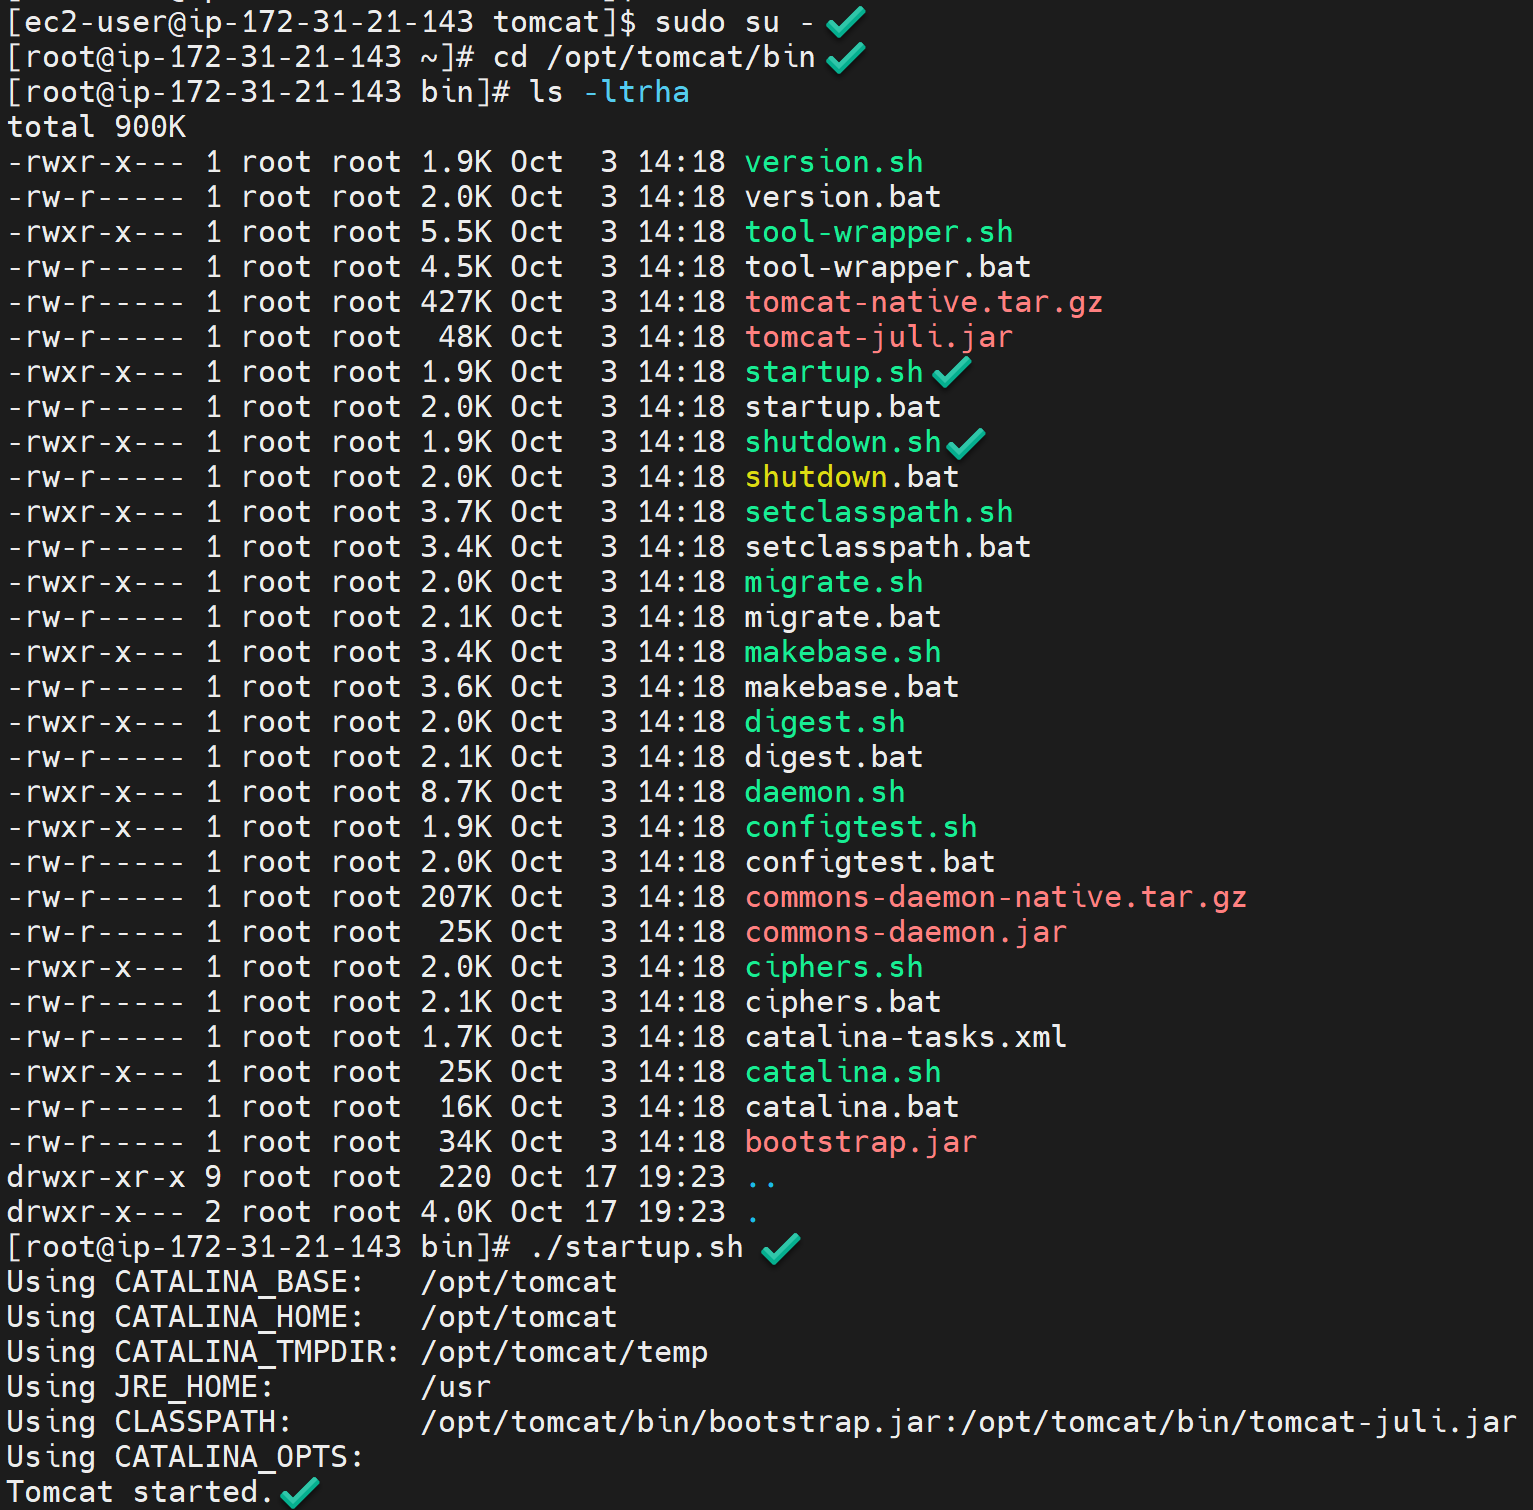 [ec2-user@ip-172-31-21-143 tomcat]$ sudo su -
[root@ip-172-31-21-143 ~]# cd /opt/tomcat/bin
[root@ip-172-31-21-143 bin]# ls -ltrha
total 900K
-rwxr-x--- 1 root root 1.9K Oct  3 14:18 version.sh
-rw-r----- 1 root root 2.0K Oct  3 14:18 version.bat
-rwxr-x--- 1 root root 5.5K Oct  3 14:18 tool-wrapper.sh
-rw-r----- 1 root root 4.5K Oct  3 14:18 tool-wrapper.bat
-rw-r----- 1 root root 427K Oct  3 14:18 tomcat-native.tar.gz
-rw-r----- 1 root root  48K Oct  3 14:18 tomcat-juli.jar
-rwxr-x--- 1 root root 1.9K Oct  3 14:18 startup.sh
-rw-r----- 1 root root 2.0K Oct  3 14:18 startup.bat
-rwxr-x--- 1 root root 1.9K Oct  3 14:18 shutdown.sh
-rw-r----- 1 root root 2.0K Oct  3 14:18 shutdown.bat
-rwxr-x--- 1 root root 3.7K Oct  3 14:18 setclasspath.sh
-rw-r----- 1 root root 3.4K Oct  3 14:18 setclasspath.bat
-rwxr-x--- 1 root root 2.0K Oct  3 14:18 migrate.sh
-rw-r----- 1 root root 2.1K Oct  3 14:18 migrate.bat
-rwxr-x--- 1 root root 3.4K Oct  3 14:18 makebase.sh
-rw-r----- 1 root root 3.6K Oct  3 14:18 makebase.bat
-rwxr-x--- 1 root root 2.0K Oct  3 14:18 digest.sh
-rw-r----- 1 root root 2.1K Oct  3 14:18 digest.bat
-rwxr-x--- 1 root root 8.7K Oct  3 14:18 daemon.sh
-rwxr-x--- 1 root root 1.9K Oct  3 14:18 configtest.sh
-rw-r----- 1 root root 2.0K Oct  3 14:18 configtest.bat
-rw-r----- 1 root root 207K Oct  3 14:18 commons-daemon-native.tar.gz
-rw-r----- 1 root root  25K Oct  3 14:18 commons-daemon.jar
-rwxr-x--- 1 root root 2.0K Oct  3 14:18 ciphers.sh
-rw-r----- 1 root root 2.1K Oct  3 14:18 ciphers.bat
-rw-r----- 1 root root 1.7K Oct  3 14:18 catalina-tasks.xml
-rwxr-x--- 1 root root  25K Oct  3 14:18 catalina.sh
-rw-r----- 1 root root  16K Oct  3 14:18 catalina.bat
-rw-r----- 1 root root  34K Oct  3 14:18 bootstrap.jar
drwxr-xr-x 9 root root  220 Oct 17 19:23 ..
drwxr-x--- 2 root root 4.0K Oct 17 19:23 .
[root@ip-172-31-21-143 bin]# ./startup.sh
Using CATALINA_BASE:   /opt/tomcat
Using CATALINA_HOME:   /opt/tomcat
Using CATALINA_TMPDIR: /opt/tomcat/temp
Using JRE_HOME:        /usr
Using CLASSPATH:       /opt/tomcat/bin/bootstrap.jar:/opt/tomcat/bin/tomcat-juli.jar
Using CATALINA_OPTS:
Tomcat started.